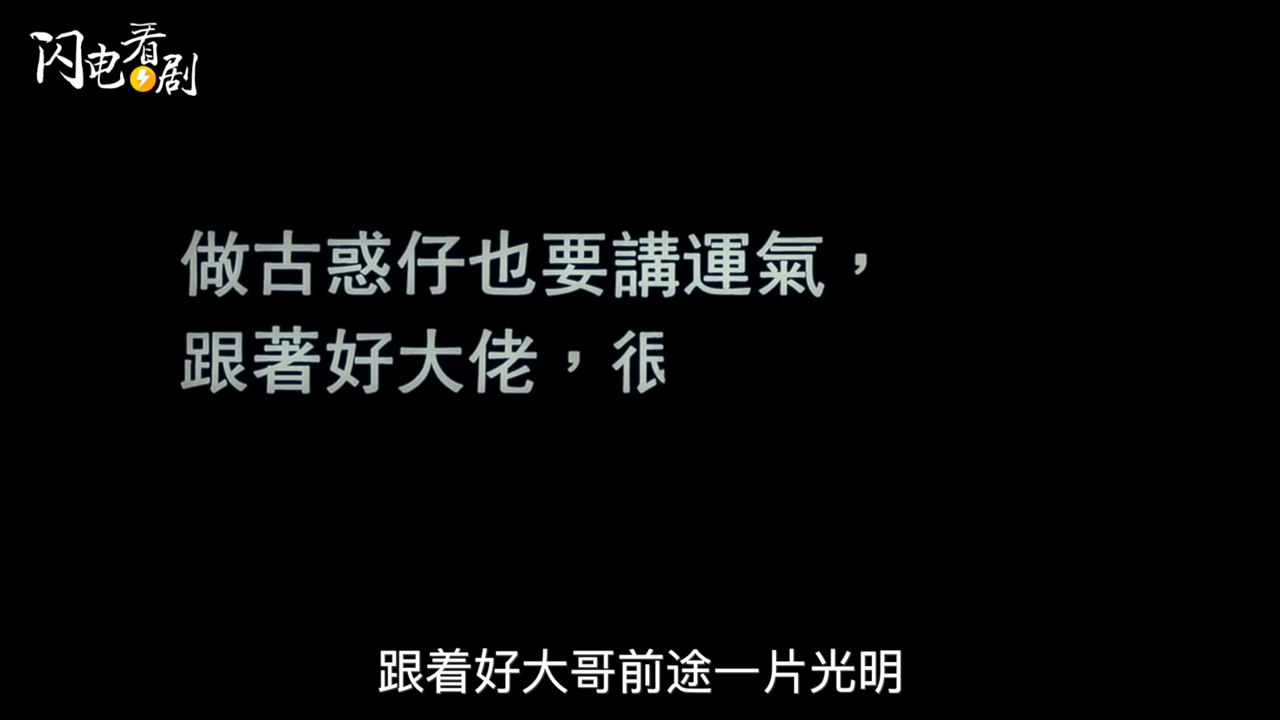 闪电看剧
做古惑仔也要講運氣，
跟著好大佬，很
跟着好大哥前途一片光明